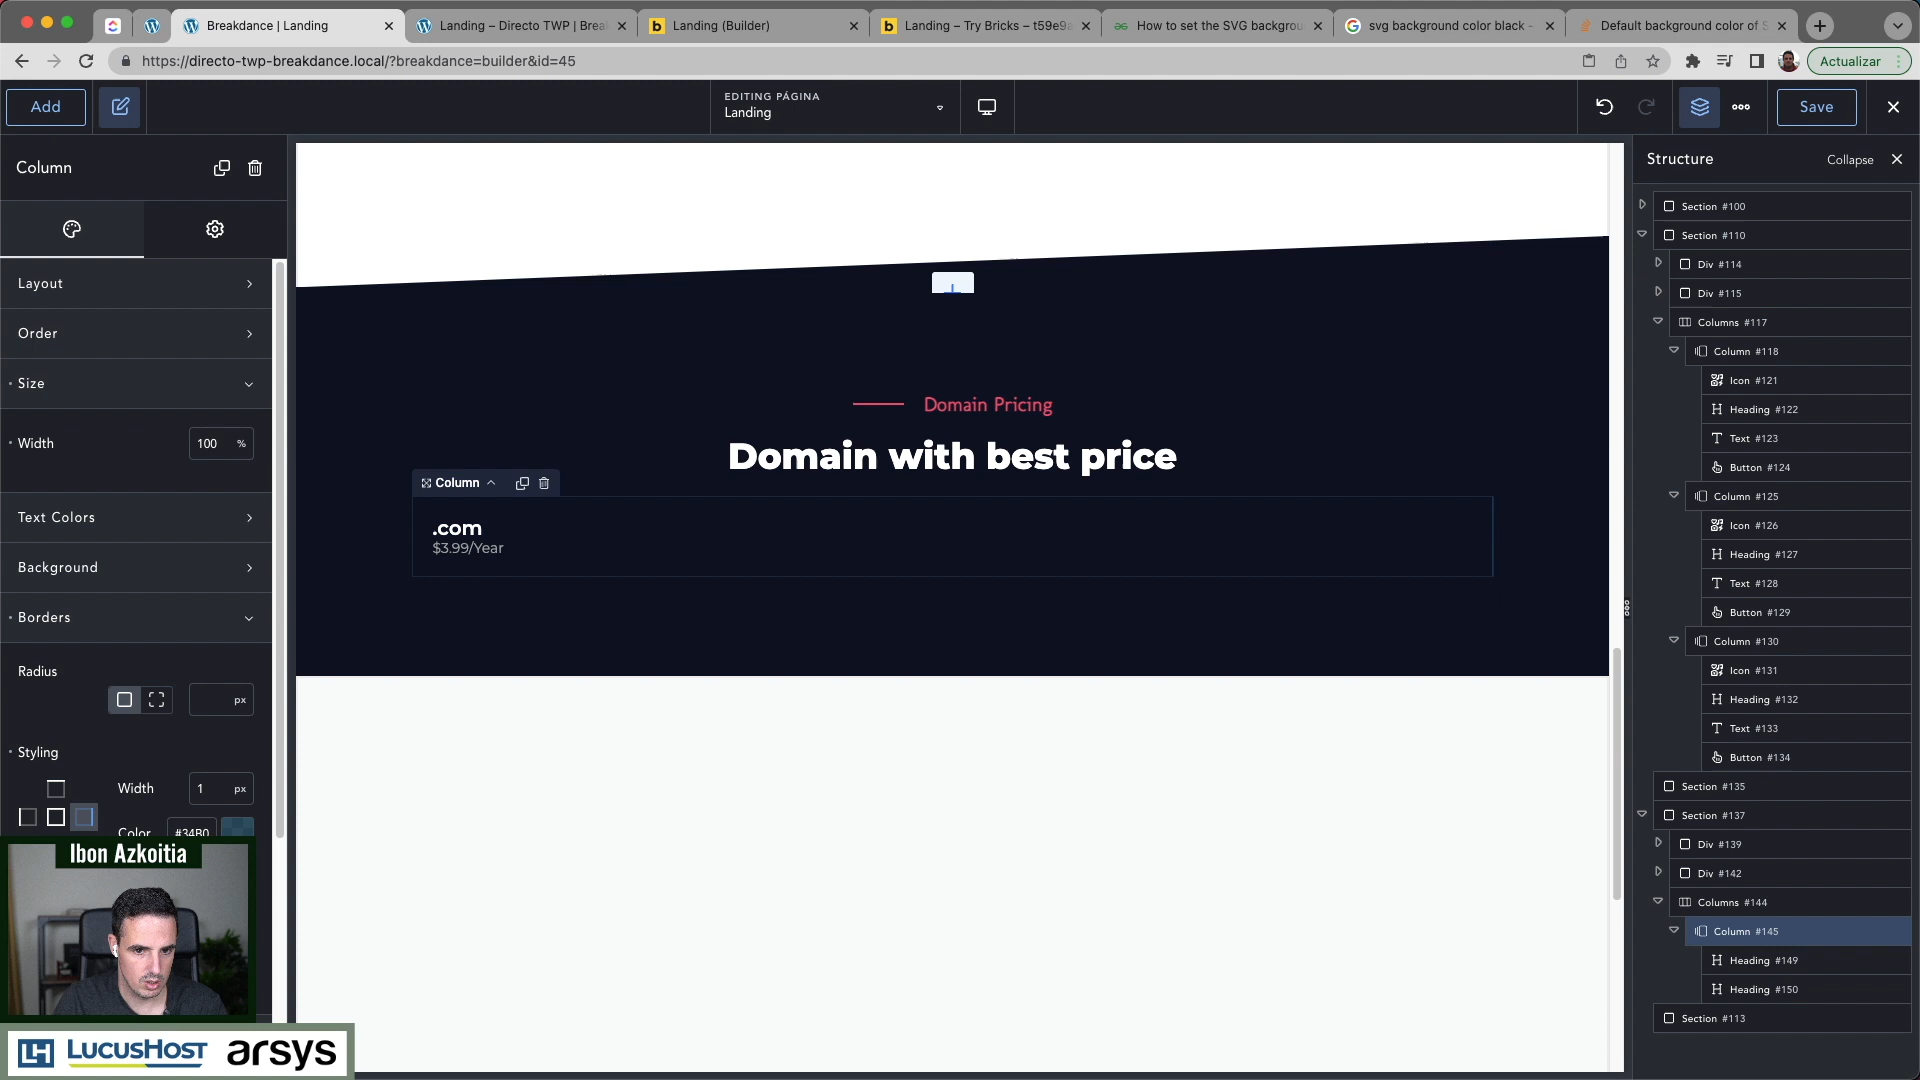 Breakdance | Landing
Landing – Directo TWP | Brea
Landing (Builder)
Landing – Try Bricks – t59e9a
How to set the SVG backgrou
svg background color black -
Default background color of S
https://directo-twp-breakdance.local/?breakdance=builder&id=45
Actualizar
Add
EDITING PÁGINA
Landing
Save
Column
Structure
Collapse
Layout
Order
Size
Width
100
%
Text Colors
Background
Borders
Radius
px
Styling
Width
1
px
Color
#34B0
Domain Pricing
Domain with best price
Column
.com
$3.99/Year
Section #100
Section #110
Div #114
Div #115
Columns #117
Column #118
Icon #121
Heading #122
Text #123
Button #124
Column #125
Icon #126
Heading #127
Text #128
Button #129
Column #130
Icon #131
Heading #132
Text #133
Button #134
Section #135
Section #137
Div #139
Div #142
Columns #144
Column #145
Heading #149
Heading #150
Section #113
Ibon Azkoitia
LH LUCUSHOST arsys